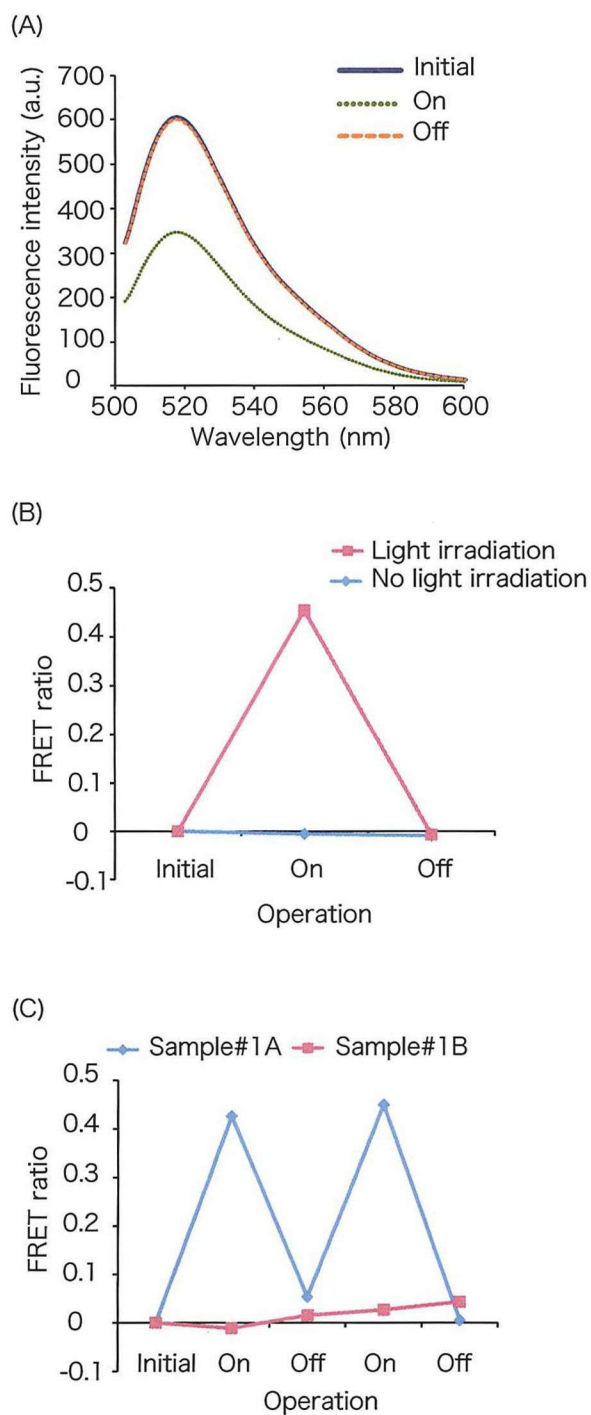 (A)
Fluorescence intensity (a.u.)
700
600
500
400
300
200
100
0
Initial
On
Off
500 520 540 560 580 600
Wavelength (nm)
(B)
Light irradiation
No light irradiation
FRET ratio
0.5
0.4
0.3
0.2
0.1
0
-0.1
Initial On Off
Operation
(C)
Sample#1A Sample#1B
FRET ratio
0.5
0.4
0.3
0.2
0.1
0
-0.1
Initial On Off On Off
Operation